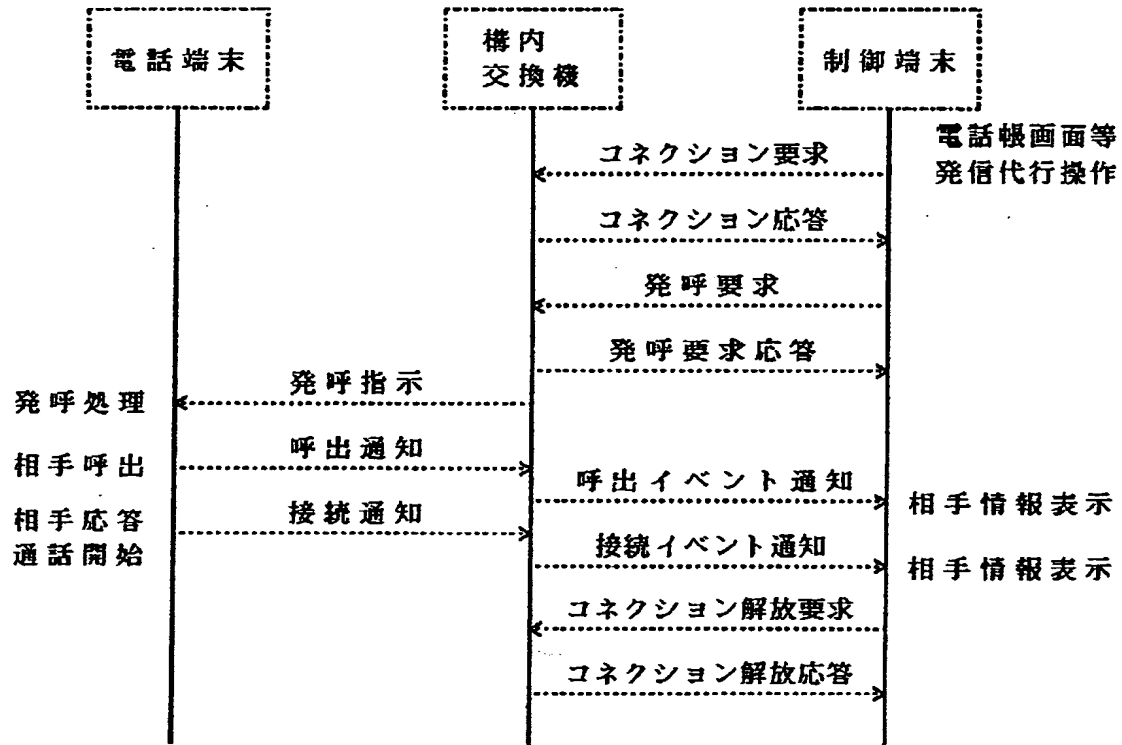 電話端末
構内
交換機
制御端末
電話帳画面等
発信代行操作
コネクション要求
コネクション応答
発呼要求
発呼要求応答
発呼指示
発呼処理
呼出通知
相手呼出
呼出イベント通知
相手情報表示
接続通知
相手応答
通話開始
接続イベント通知
相手情報表示
コネクション解放要求
コネクション解放応答